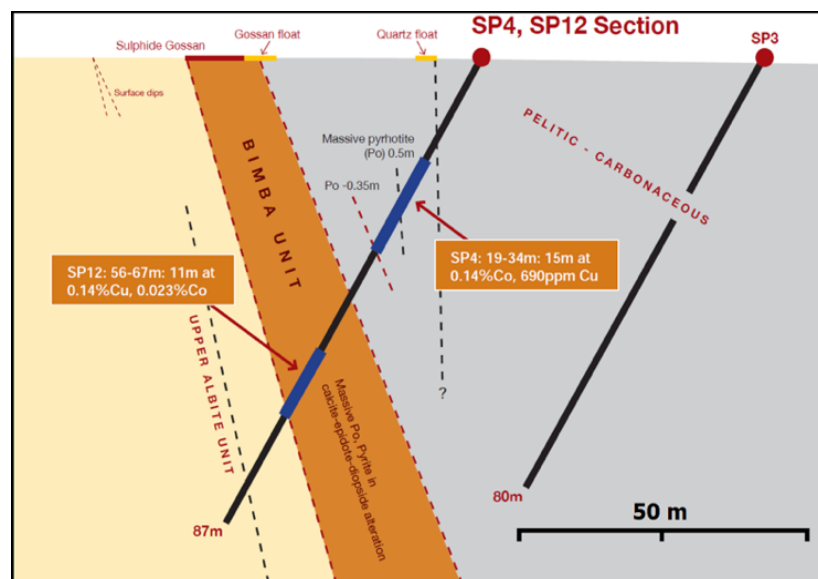 SP4, SP12 Section
SP3
Sulphide Gossan
Gossan float
Quartz float
Surface dips
PELITIC - CARBONACEOUS
Massive pyrhotite
(Po) 0.5m
Po -0.35m
BIMBA UNIT
SP4: 19-34m: 15m at
0.14%Co, 690ppm Cu
SP12: 56-67m: 11m at
0.14%Cu, 0.023%Co
UPPER ALBITE UNIT
Massive Po, Pyrite in
calcite-epidote-diopside alteration
?
87m
80m
50 m